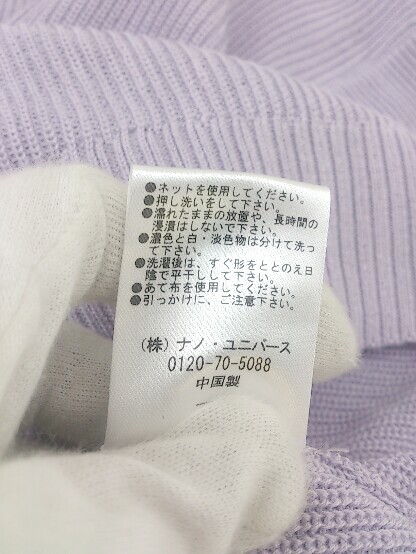 ●ネットを使用してください。
●押し洗いをして下さい。
●濡れたままの放置や、長時間の
浸漬はしないで下さい。
●濃色と白・淡色物は分けて洗っ
て下さい。
●洗濯後は、すぐ形をととのえ日
陰で平干しして下さい。
●あて布を使用して下さい。
●引っかけに、ご注意下さい。
(株)ナノ・ユニバース
0120-70-5088
中国製